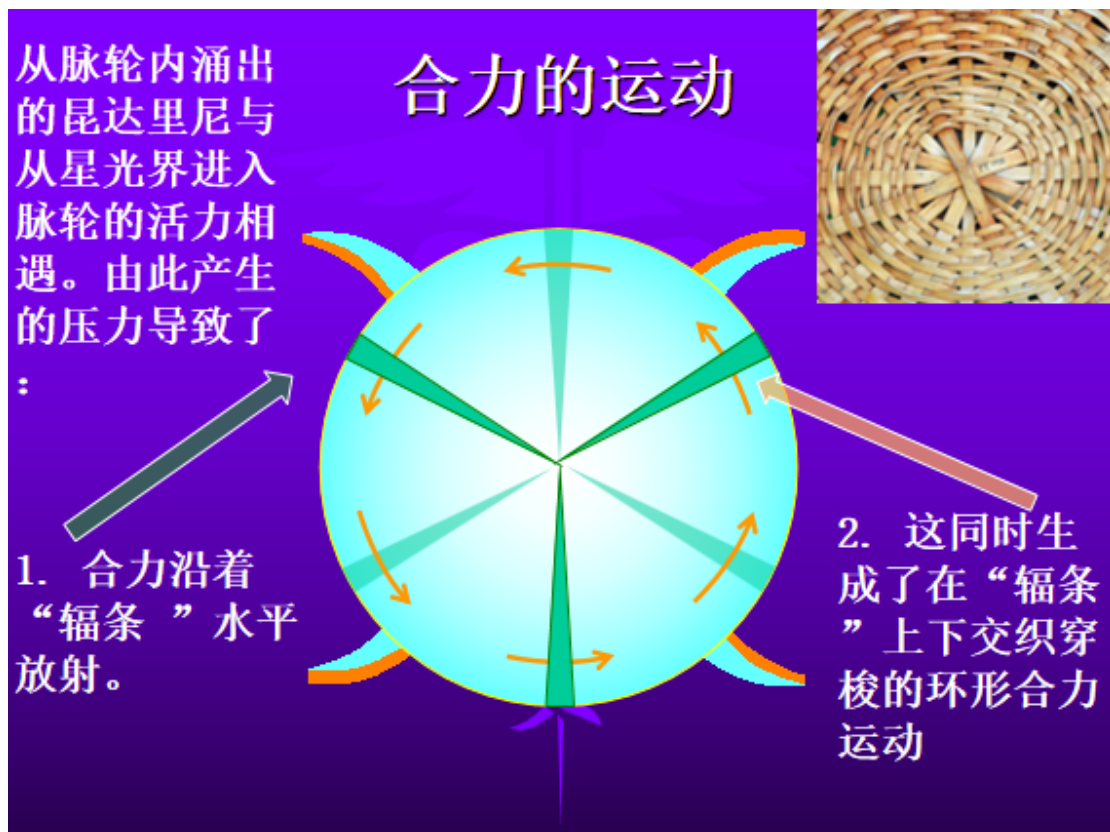 合力的运动
从脉轮内涌出
的昆达里尼与
从星光界进入
脉轮的活力相
遇。由此产生
的压力导致了
：
1. 合力沿着
“辐条 ”水平
放射。
2. 这同时生
成了在“辐条
”上下交织穿
梭的环形合力
运动